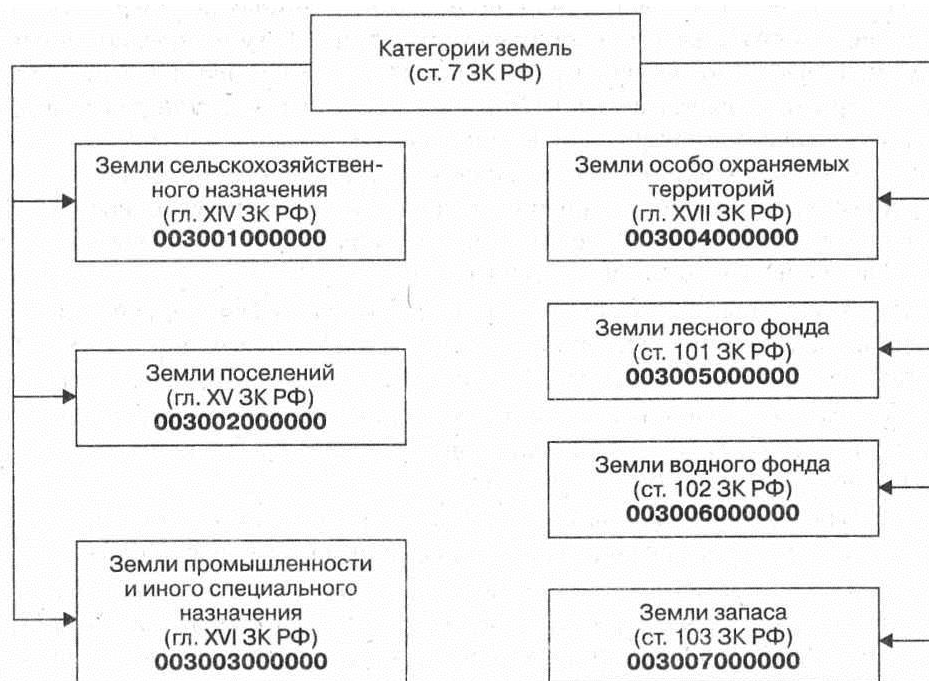 Категории земель
(ст. 7 ЗК РФ)
Земли сельскохозяйствен-
ного назначения
(гл. XIV ЗК РФ)
003001000000
Земли поселений
(гл. XV ЗК РФ)
003002000000
Земли промышленности
и иного специального
назначения
(гл. XVI ЗК РФ)
003003000000
Земли особо охраняемых
территорий
(гл. XVII ЗК РФ)
003004000000
Земли лесного фонда
(ст. 101 ЗК РФ)
003005000000
Земли водного фонда
(ст. 102 ЗК РФ)
003006000000
Земли запаса
(ст. 103 ЗК РФ)
003007000000